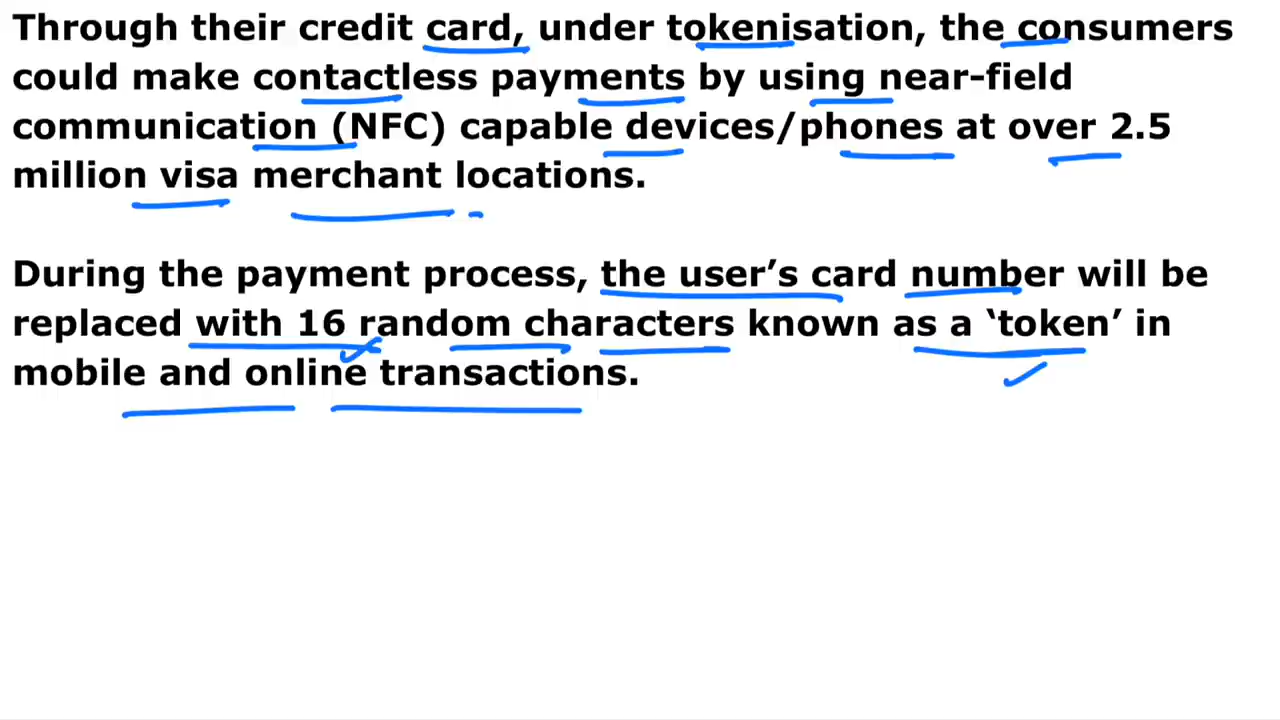 Through their credit card, under tokenisation, the consumers
could make contactless payments by using near-field
communication (NFC) capable devices/phones at over 2.5
million visa merchant locations.
During the payment process, the user’s card number will be
replaced with 16 random characters known as a ‘token’ in
mobile and online transactions.